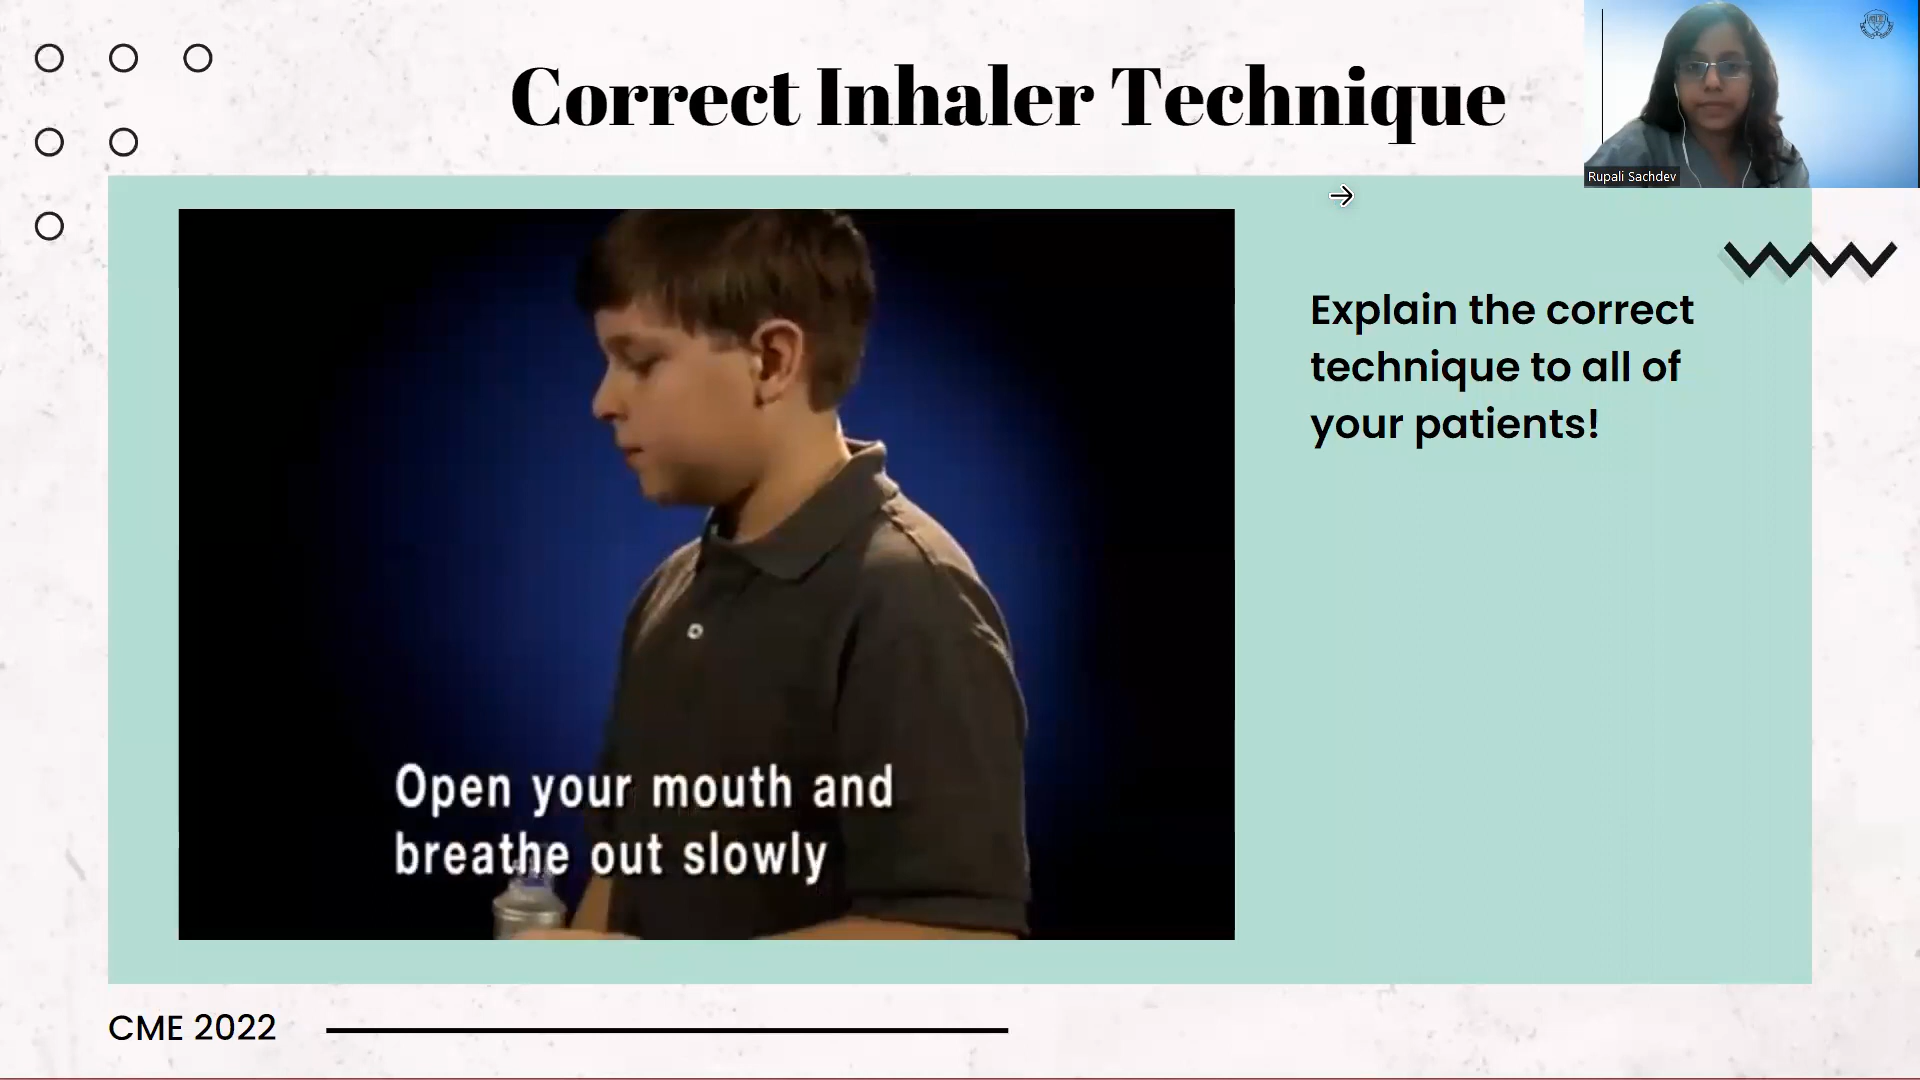 Correct Inhaler Technique
Rupali Sachdev
Explain the correct
technique to all of
your patients!
Open your mouth and
breathe out slowly
CME 2022